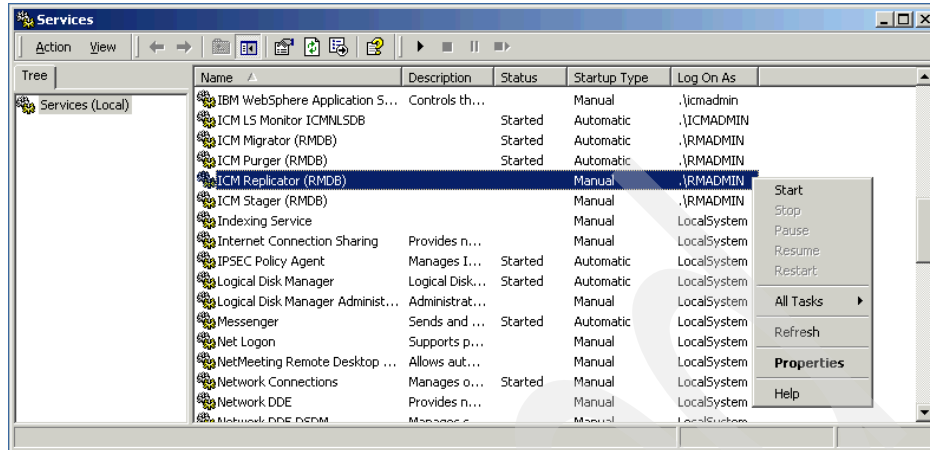 Services
Action View
Tree
Services (Local)
Name Description Status Startup Type Log On As
IBM WebSphere Application S... Controls th... Manual .\icmadmin
ICM LS Monitor ICMNLSDB Started Automatic .\ICMADMIN
ICM Migrator (RMDB) Started Automatic .\RMADMIN
ICM Purger (RMDB) Started Automatic .\RMADMIN
ICM Replicator (RMDB) Manual .\RMADMIN
ICM Stager (RMDB) Manual .\RMADMIN
Indexing Service Manual LocalSystem
Internet Connection Sharing Provides n... Manual LocalSystem
IPSEC Policy Agent Manages I... Started Automatic LocalSystem
Logical Disk Manager Logical Disk... Started Automatic LocalSystem
Logical Disk Manager Administ... Administrat... Manual LocalSystem
Messenger Sends and ... Started Automatic LocalSystem
Net Logon Supports p... Manual LocalSystem
NetMeeting Remote Desktop ... Allows aut... Manual LocalSystem
Network Connections Manages o... Started Manual LocalSystem
Network DDE Provides n... Manual LocalSystem
Network DDE DSDM Manages s... Manual LocalSystem
Start
Stop
Pause
Resume
Restart
All Tasks
Refresh
Properties
Help